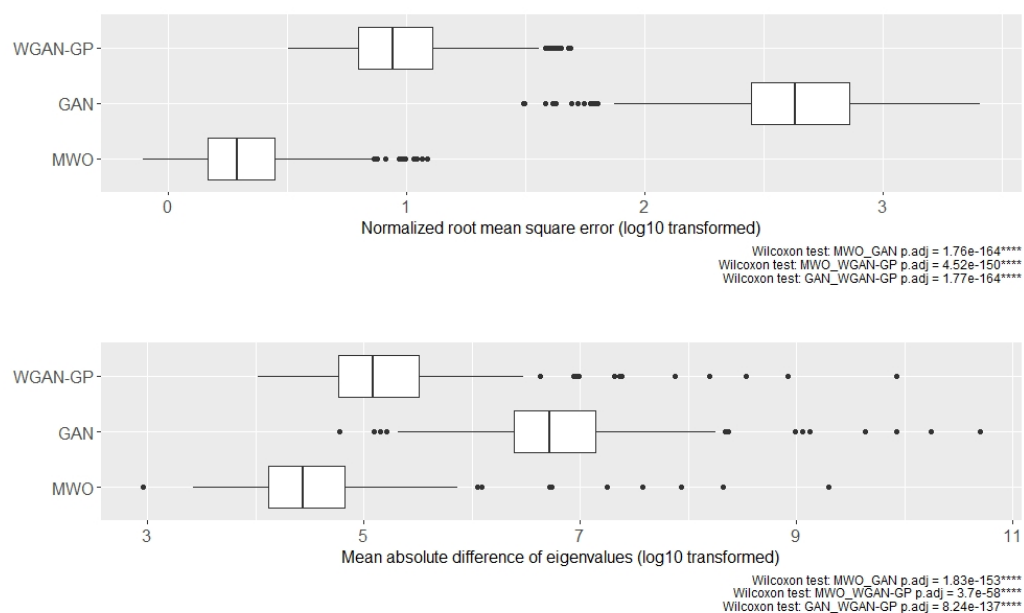 WGAN-GP
GAN
MWO
0 1 2 3
Normalized root mean square error (log10 transformed)
Wilcoxon test: MWO_GAN p.adj = 1.76e-164****
Wilcoxon test: MWO_WGAN-GP p.adj = 4.52e-150****
Wilcoxon test: GAN_WGAN-GP p.adj = 1.77e-164****
WGAN-GP
GAN
MWO
3 5 7 9 11
Mean absolute difference of eigenvalues (log10 transformed)
Wilcoxon test: MWO_GAN p.adj = 1.83e-153****
Wilcoxon test: MWO_WGAN-GP p.adj = 3.7e-58****
Wilcoxon test: GAN_WGAN-GP p.adj = 8.24e-137****